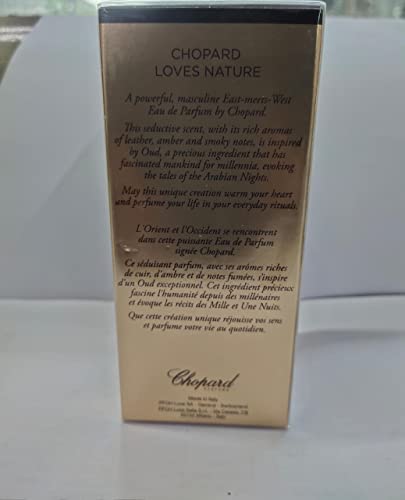 CHOPARD
LOVES NATURE
A powerful, masculine East-meets-West
Eau de Parfum by Chopard.
This seductive scent, with its rich aromas
of leather, amber and smoky notes, is inspired
by Oud, a precious ingredient that has
fascinated mankind for millennia, evoking
the tales of the Arabian Nights.
May this unique creation warm your heart
and perfume your life in your everyday rituals.
L'Orient et l'Occident se rencontrent
dans cette puissante Eau de Parfum
signée Chopard.
Ce séduisant parfum, avec ses arômes riches
de cuir, d'ambre et de notes fumées, s'inspire
d'un Oud exceptionnel. Cet ingrédient précieux
fascine l'humanité depuis des millénaires
et évoque les récits des Mille et Une Nuits.
Que cette création unique réjouisse vos sens
et parfume votre vie au quotidien.
Chopard
PARFUMS
Made in Italy